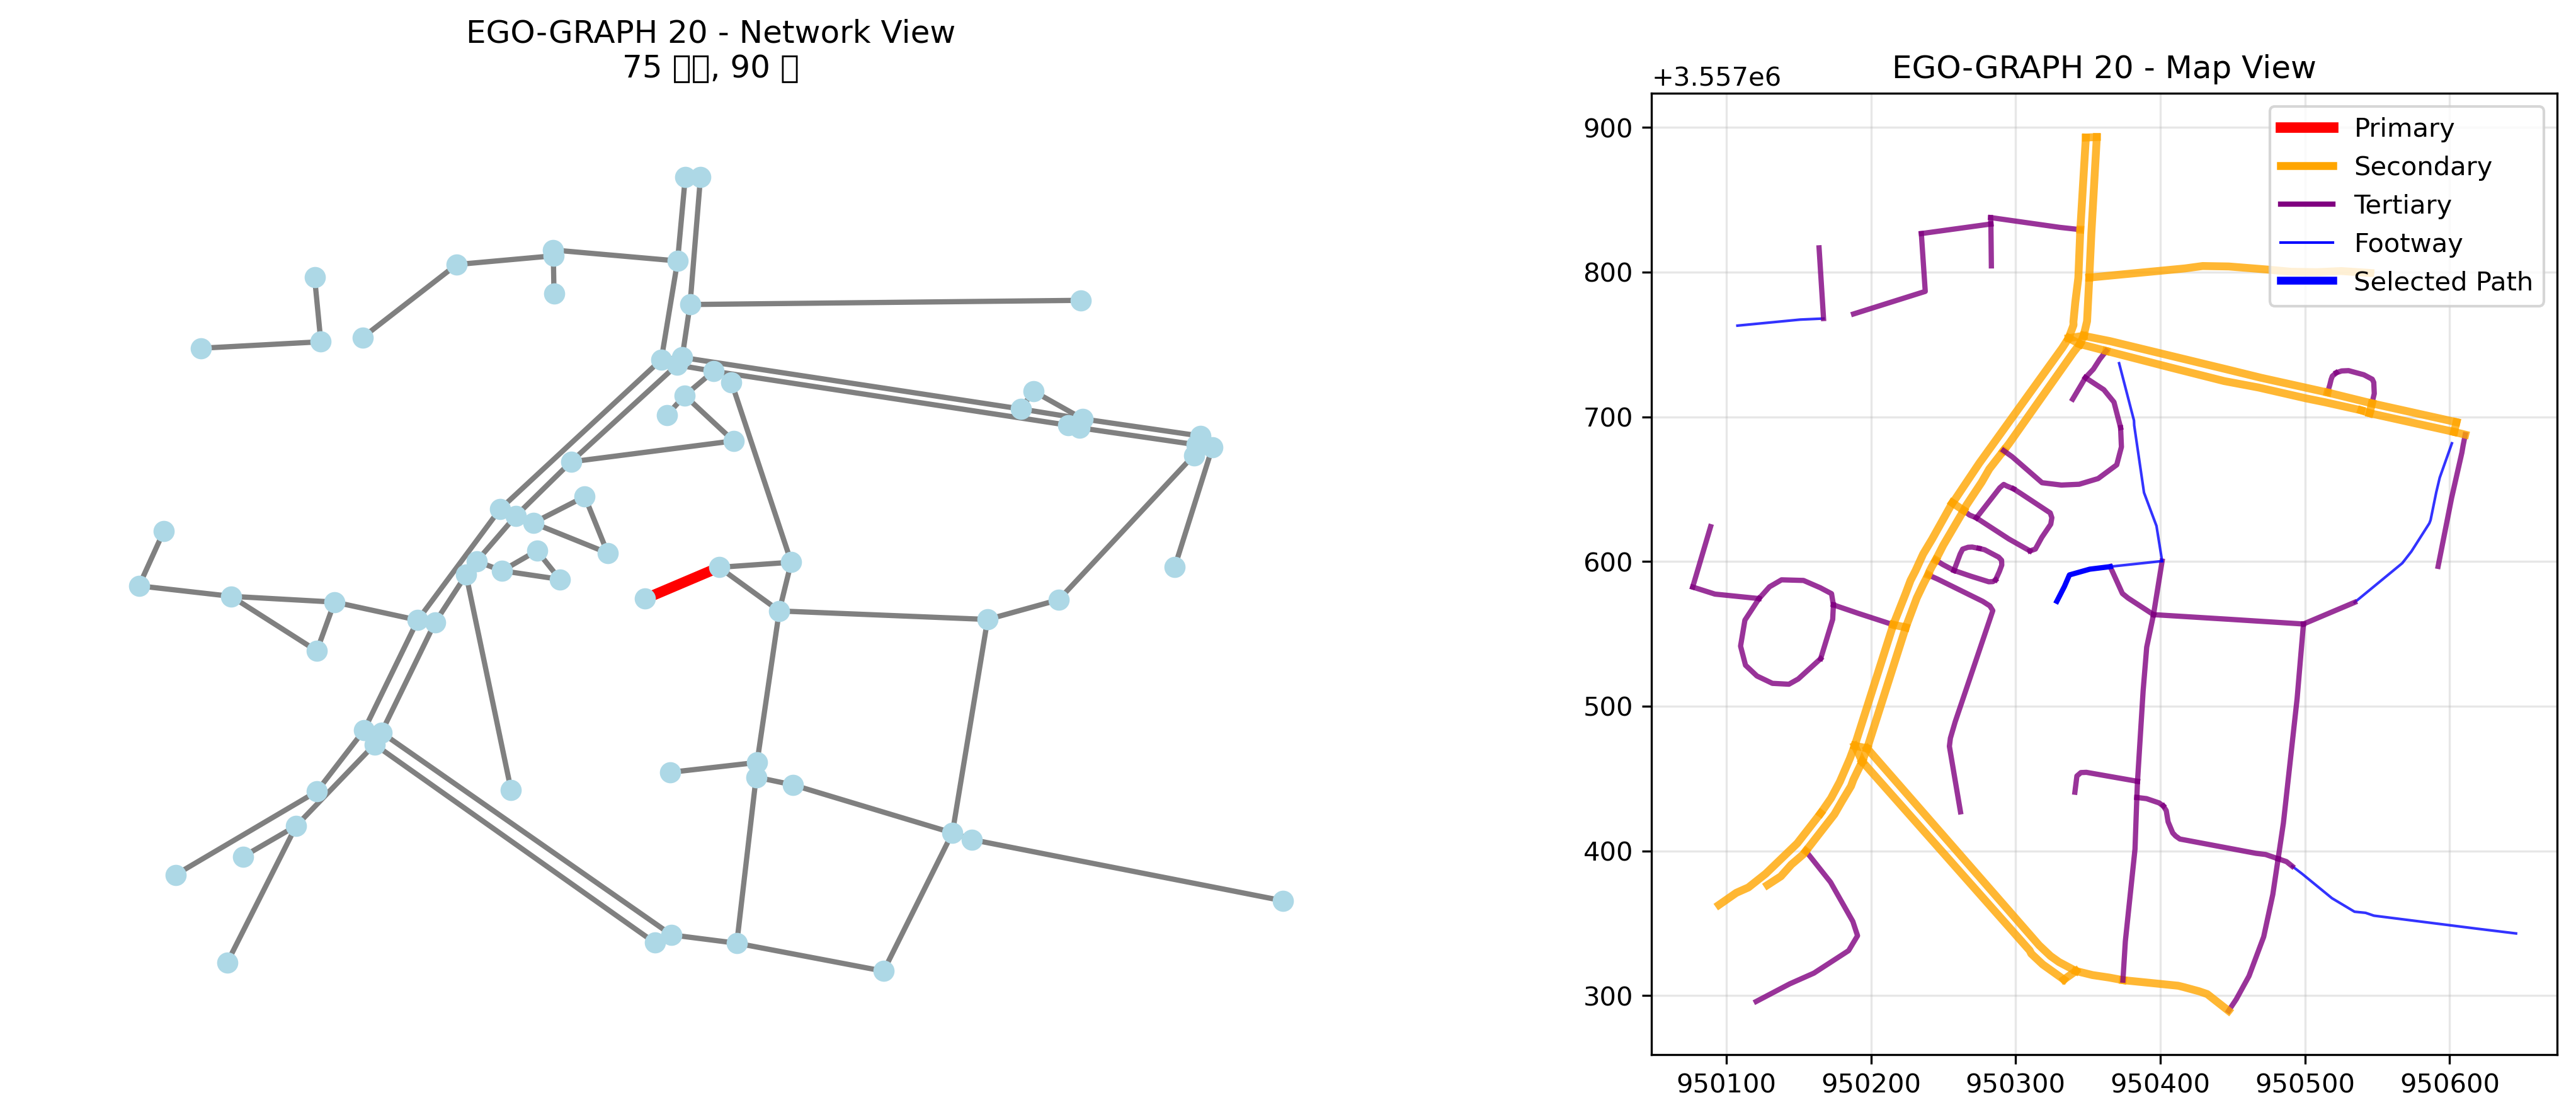 EGO-GRAPH 20 - Network View
75 , 90
EGO-GRAPH 20 - Map View
+3.557e6
Primary
Secondary
Tertiary
Footway
Selected Path
900
800
700
600
500
400
300
950100 950200 950300 950400 950500 950600